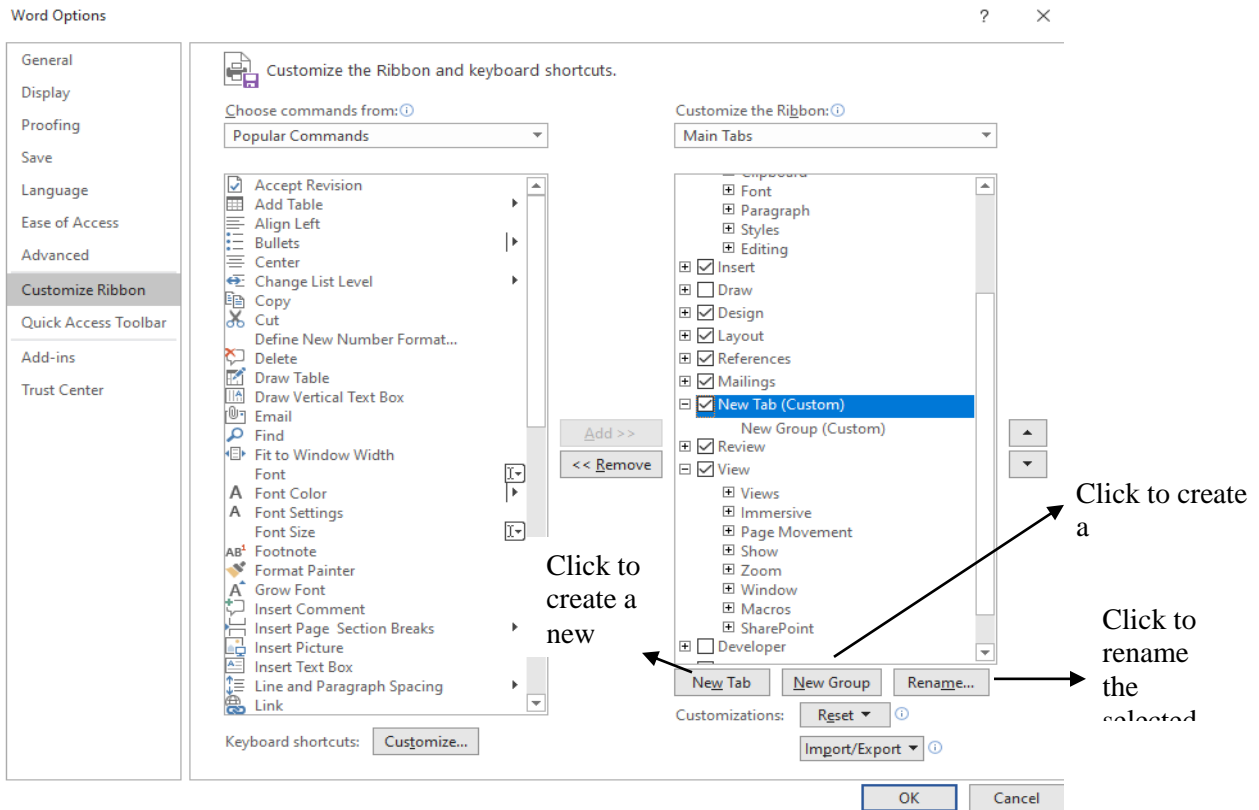 Word Options
?
General
Display
Proofing
Save
Language
Ease of Access
Advanced
Customize Ribbon
Quick Access Toolbar
Add-ins
Trust Center
Customize the Ribbon and keyboard shortcuts.
Choose commands from:
Popular Commands
Accept Revision
Add Table
Align Left
Bullets
Center
Change List Level
Copy
Cut
Define New Number Format...
Delete
Draw Table
Draw Vertical Text Box
Email
Find
Fit to Window Width
Font
Font Color
Font Settings
Font Size
Footnote
Format Painter
Grow Font
Insert Comment
Insert Page Section Breaks
Insert Picture
Insert Text Box
Line and Paragraph Spacing
Link
Keyboard shortcuts: Customize...
Add >>
<< Remove
Customize the Ribbon:
Main Tabs
Clipboard
Font
Paragraph
Styles
Editing
Insert
Draw
Design
Layout
References
Mailings
New Tab (Custom)
New Group (Custom)
Review
View
Views
Immersive
Page Movement
Show
Zoom
Window
Macros
SharePoint
Developer
New Tab New Group Rename...
Customizations: Reset
Import/Export
OK Cancel
Click to
create a
new
Click to create
a
Click to
rename
the
selected